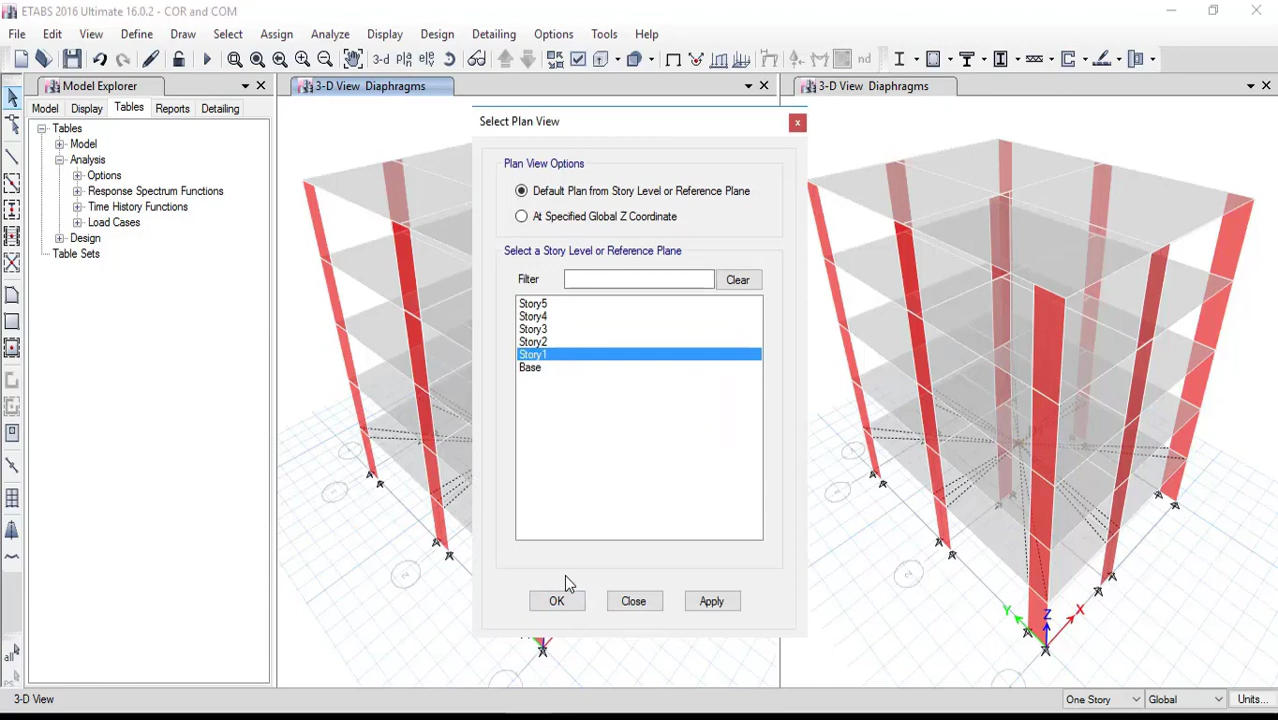 ETABS 2016 Ultimate 16.0.2 - COR and COM
File Edit View Define Draw Select Assign Analyze Display Design Detailing Options Tools Help
3-d
nd
Model Explorer
3-D View Diaphragms
3-D View Diaphragms
Model Display Tables Reports Detailing
Tables
Model
Analysis
Options
Response Spectrum Functions
Time History Functions
Load Cases
Design
Table Sets
Select Plan View
Plan View Options
Default Plan from Story Level or Reference Plane
At Specified Global Z Coordinate
Select a Story Level or Reference Plane
Filter
Clear
Story5
Story4
Story3
Story2
Story1
Base
OK Close Apply
Y Z X
all
3-D View
One Story
Global
Units...